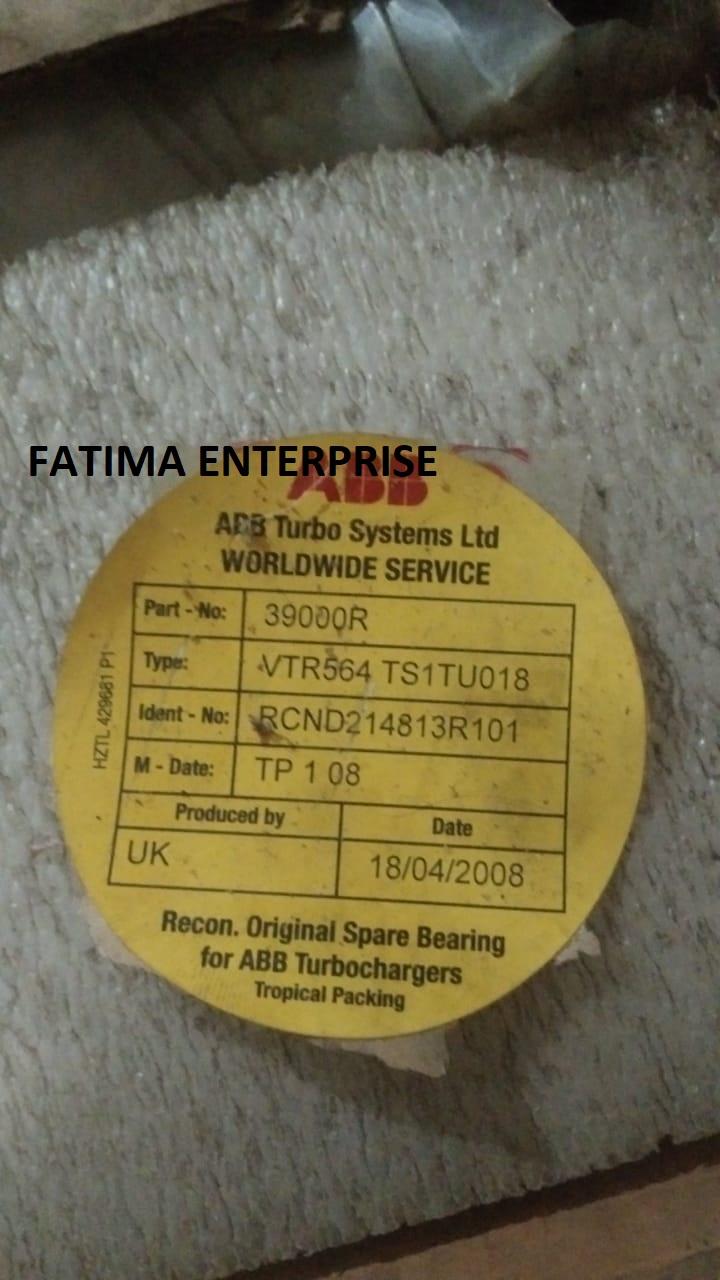 FATIMA ENTERPRISE
ABB
ABB Turbo Systems Ltd
WORLDWIDE SERVICE
Part - No: 39000R
Type: VTR564 TS1TU018
Ident - No: RCND214813R101
M - Date: TP 1 08
Produced by Date
UK 18/04/2008
HZTL 429681 P1
Recon. Original Spare Bearing
for ABB Turbochargers
Tropical Packing